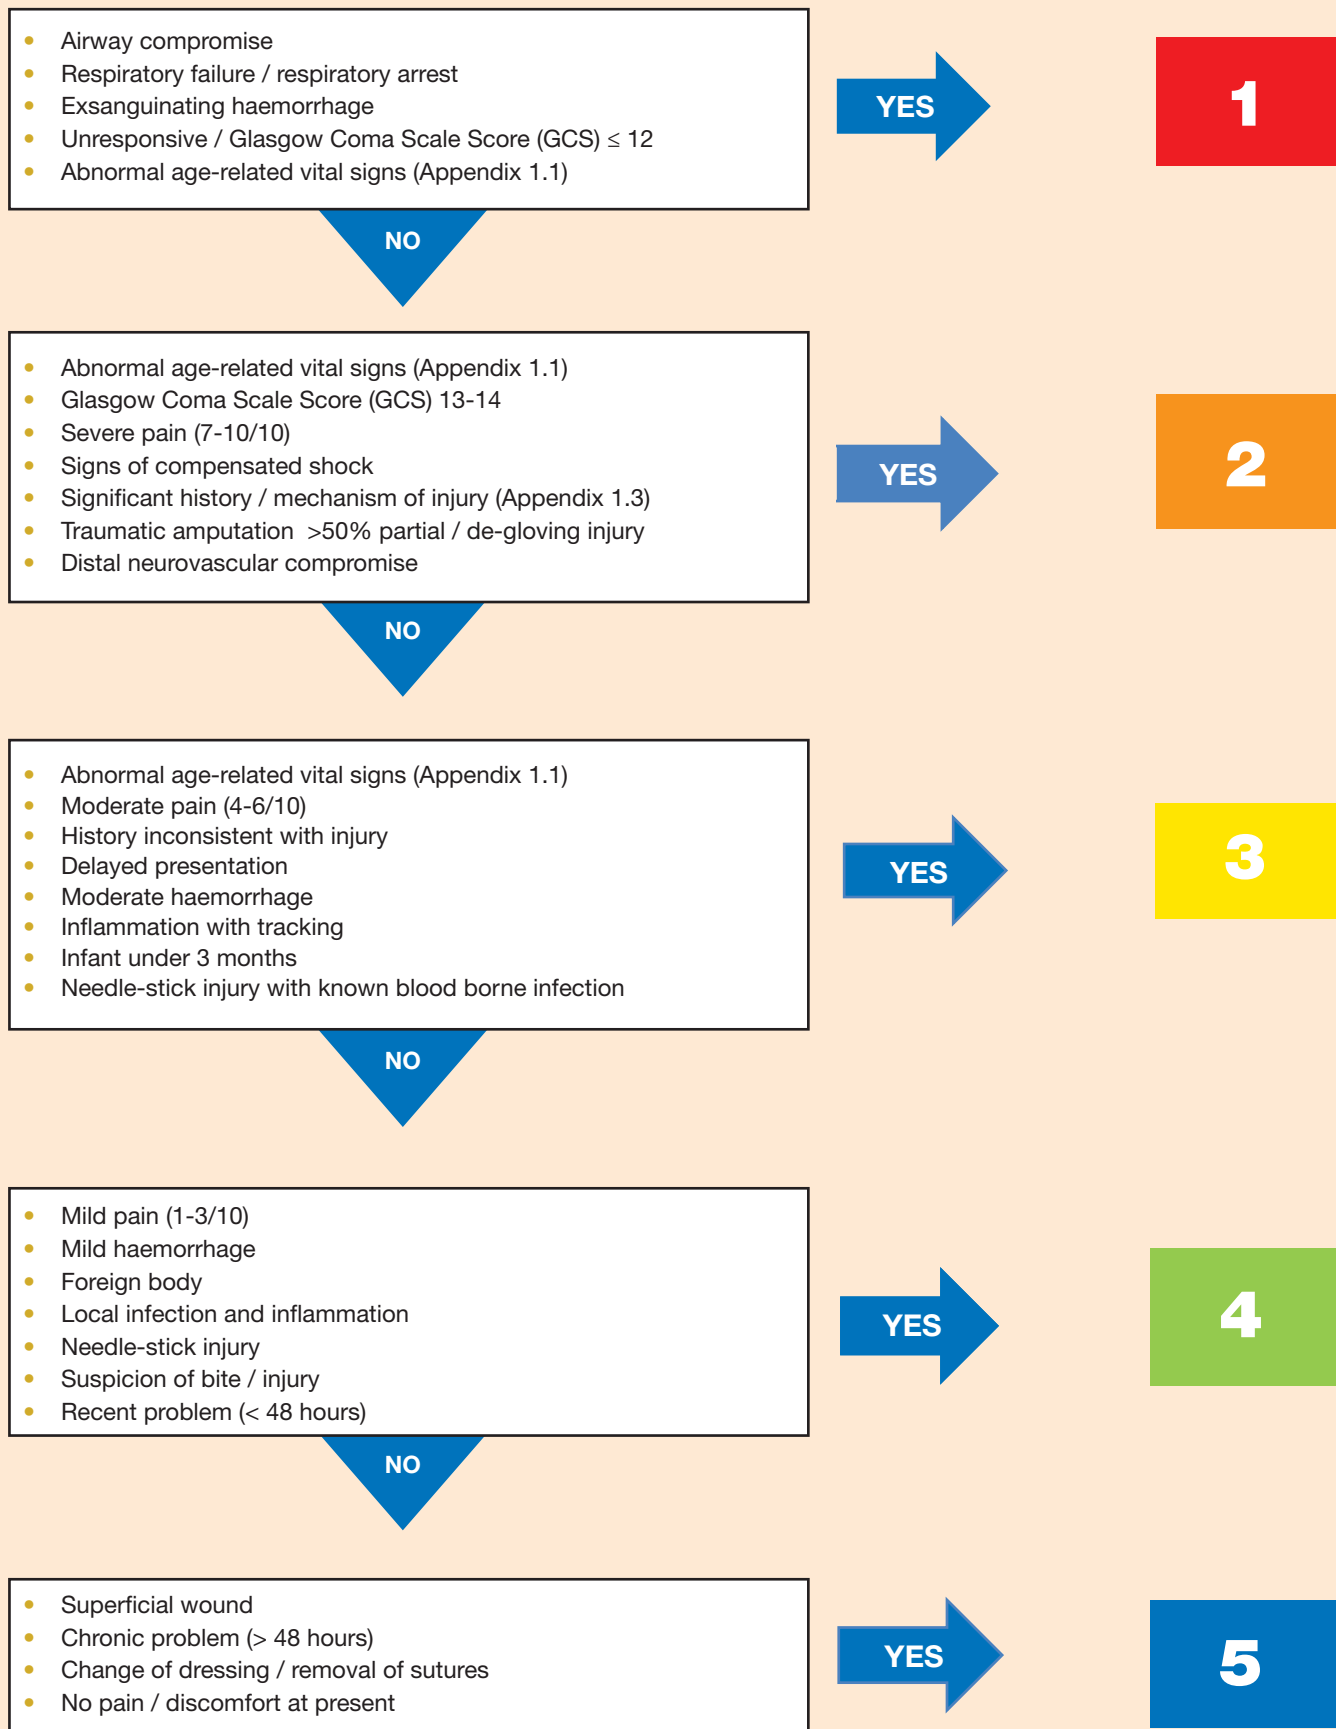 • Airway compromise
• Respiratory failure / respiratory arrest
• Exsanguinating haemorrhage
• Unresponsive / Glasgow Coma Scale Score (GCS) ≤ 12
• Abnormal age-related vital signs (Appendix 1.1)
YES
1
NO
• Abnormal age-related vital signs (Appendix 1.1)
• Glasgow Coma Scale Score (GCS) 13-14
• Severe pain (7-10/10)
• Signs of compensated shock
• Significant history / mechanism of injury (Appendix 1.3)
• Traumatic amputation >50% partial / de-gloving injury
• Distal neurovascular compromise
YES
2
NO
• Abnormal age-related vital signs (Appendix 1.1)
• Moderate pain (4-6/10)
• History inconsistent with injury
• Delayed presentation
• Moderate haemorrhage
• Inflammation with tracking
• Infant under 3 months
• Needle-stick injury with known blood borne infection
YES
3
NO
• Mild pain (1-3/10)
• Mild haemorrhage
• Foreign body
• Local infection and inflammation
• Needle-stick injury
• Suspicion of bite / injury
• Recent problem (< 48 hours)
YES
4
NO
• Superficial wound
• Chronic problem (> 48 hours)
• Change of dressing / removal of sutures
• No pain / discomfort at present
YES
5